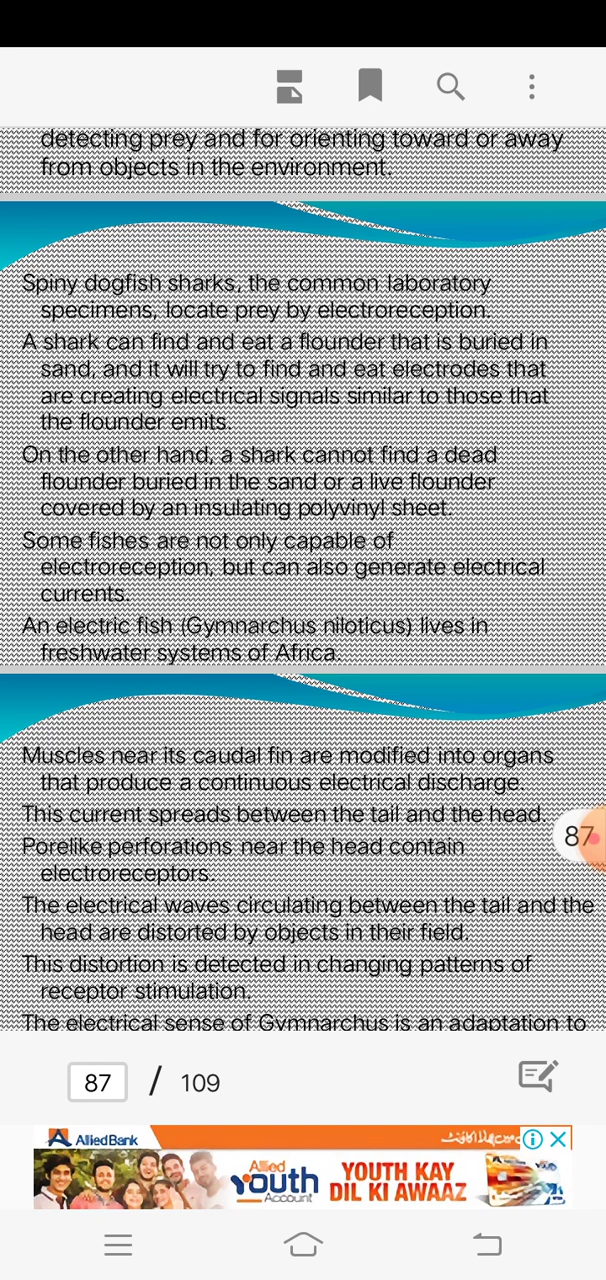 detecting prey and for orienting toward or away
from objects in the environment.
Spiny dogfish sharks, the common laboratory
specimens, locate prey by electroreception.
A shark can find and eat a flounder that is buried in
sand, and it will try to find and eat electrodes that
are creating electrical signals similar to those that
the flounder emits.
On the other hand, a shark cannot find a dead
flounder buried in the sand or a live flounder
covered by an insulating polyvinyl sheet.
Some fishes are not only capable of
electroreception, but can also generate electrical
currents.
An electric fish (Gymnarchus niloticus) lives in
freshwater systems of Africa.
Muscles near its caudal fin are modified into organs
that produce a continuous electrical discharge.
This current spreads between the tail and the head.
Porelike perforations near the head contain
electroreceptors.
87
The electrical waves circulating between the tail and the
head are distorted by objects in their field.
This distortion is detected in changing patterns of
receptor stimulation.
The electrical sense of Gymnarchus is an adaptation to
87 / 109
Allied Bank
Allied
Youth
Account
YOUTH KAY
DIL KI AWAAZ